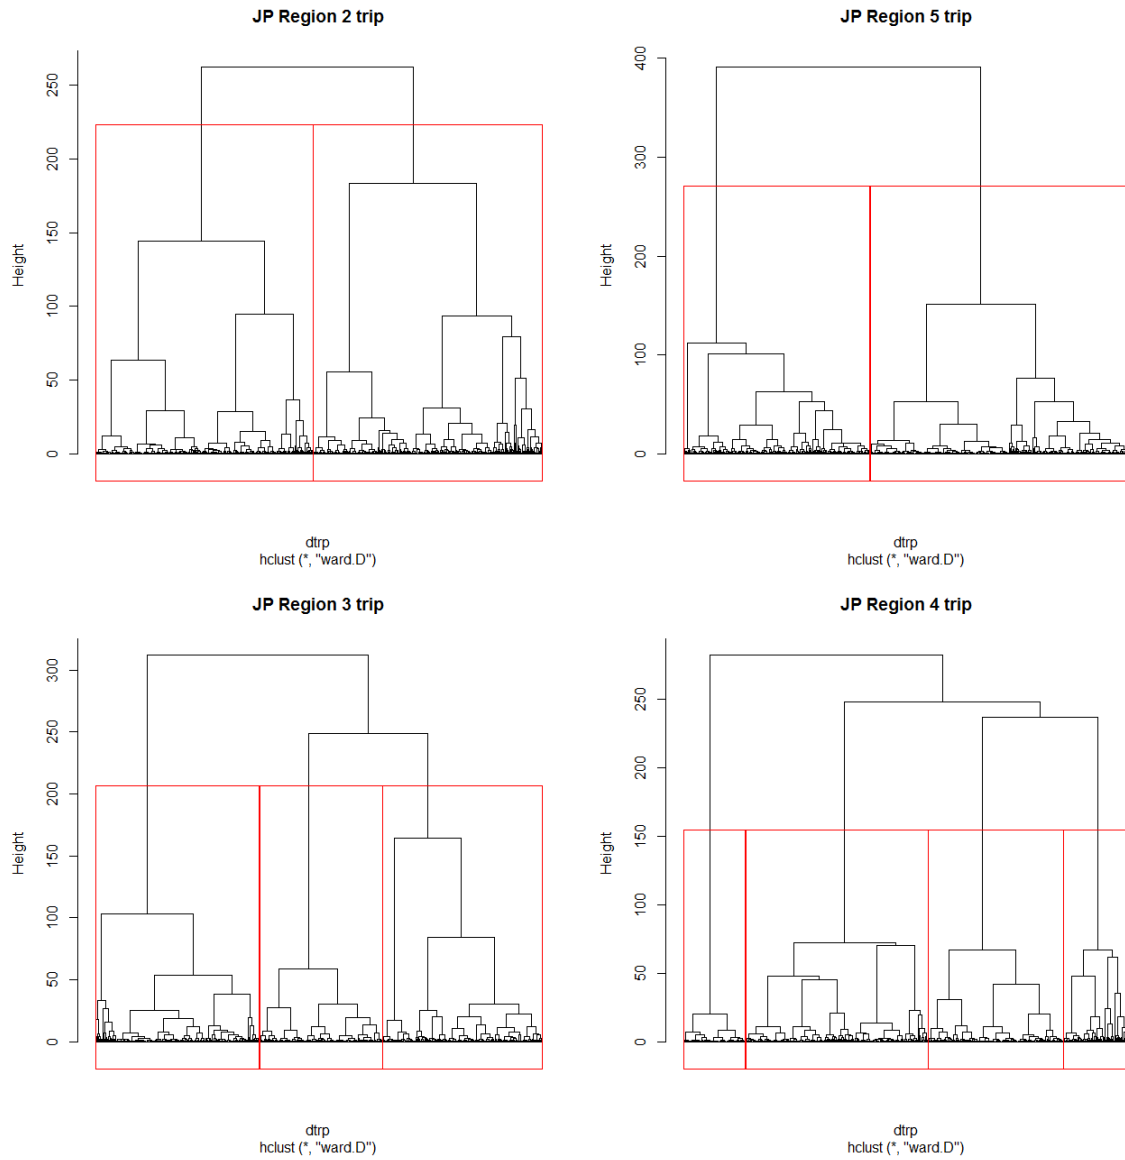 JP Region 2 trip
Height
0
50
100
150
200
250
dtrp
hclust (*, "ward.D")
JP Region 5 trip
Height
0
100
200
300
400
dtrp
hclust (*, "ward.D")
JP Region 3 trip
Height
0
50
100
150
200
250
300
dtrp
hclust (*, "ward.D")
JP Region 4 trip
Height
0
50
100
150
200
250
dtrp
hclust (*, "ward.D")